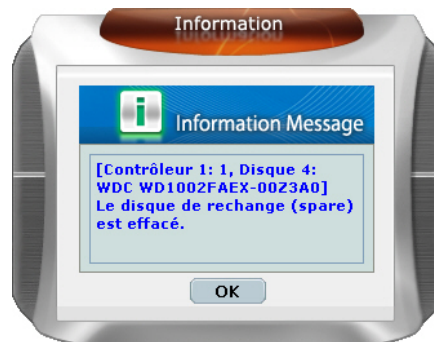 Information
Information Message
[Contrôleur 1: 1, Disque 4:
WDC WD1002FAEX-00Z3A0]
Le disque de rechange (spare)
est effacé.
OK